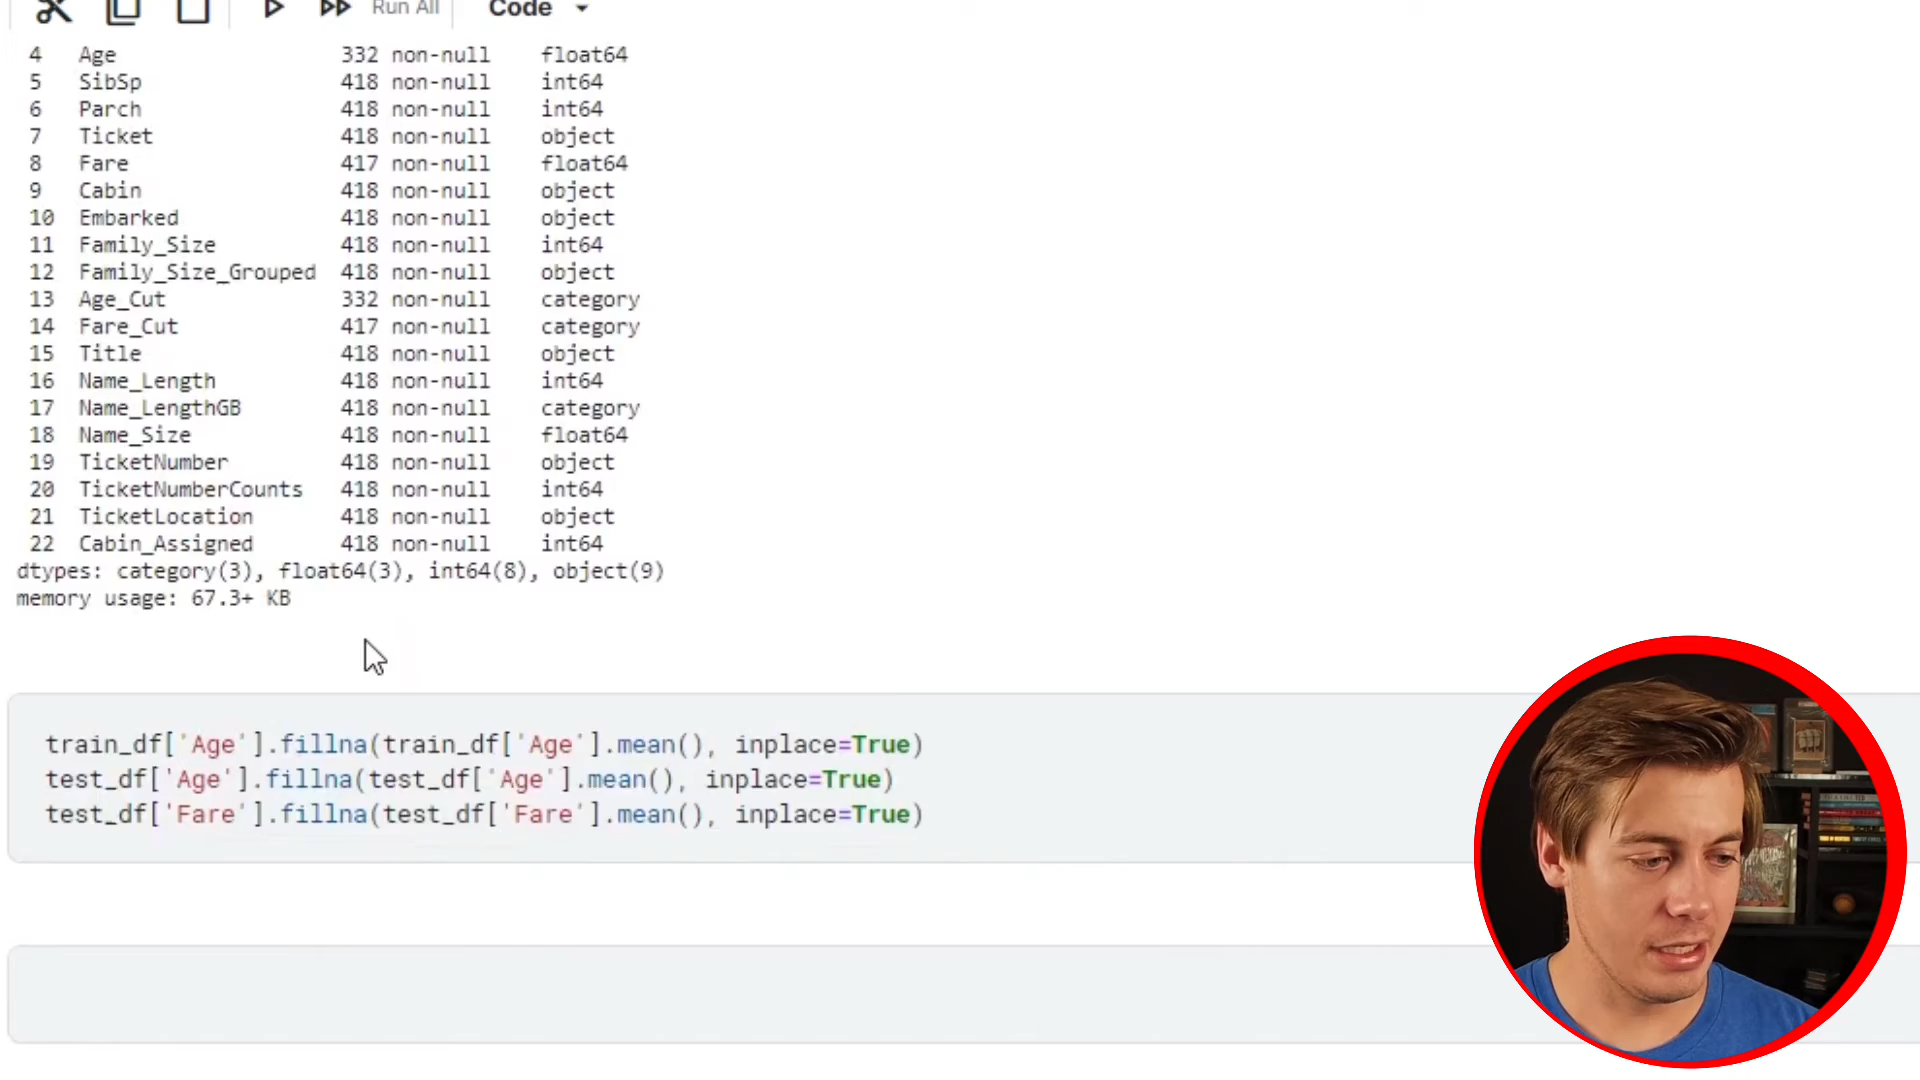 Run All Code
4 Age 332 non-null float64
5 SibSp 418 non-null int64
6 Parch 418 non-null int64
7 Ticket 418 non-null object
8 Fare 417 non-null float64
9 Cabin 418 non-null object
10 Embarked 418 non-null object
11 Family_Size 418 non-null int64
12 Family_Size_Grouped 418 non-null object
13 Age_Cut 332 non-null category
14 Fare_Cut 417 non-null category
15 Title 418 non-null object
16 Name_Length 418 non-null int64
17 Name_LengthGB 418 non-null category
18 Name_Size 418 non-null float64
19 TicketNumber 418 non-null object
20 TicketNumberCounts 418 non-null int64
21 TicketLocation 418 non-null object
22 Cabin_Assigned 418 non-null int64
dtypes: category(3), float64(3), int64(8), object(9)
memory usage: 67.3+ KB
train_df['Age'].fillna(train_df['Age'].mean(), inplace=True)
test_df['Age'].fillna(test_df['Age'].mean(), inplace=True)
test_df['Fare'].fillna(test_df['Fare'].mean(), inplace=True)